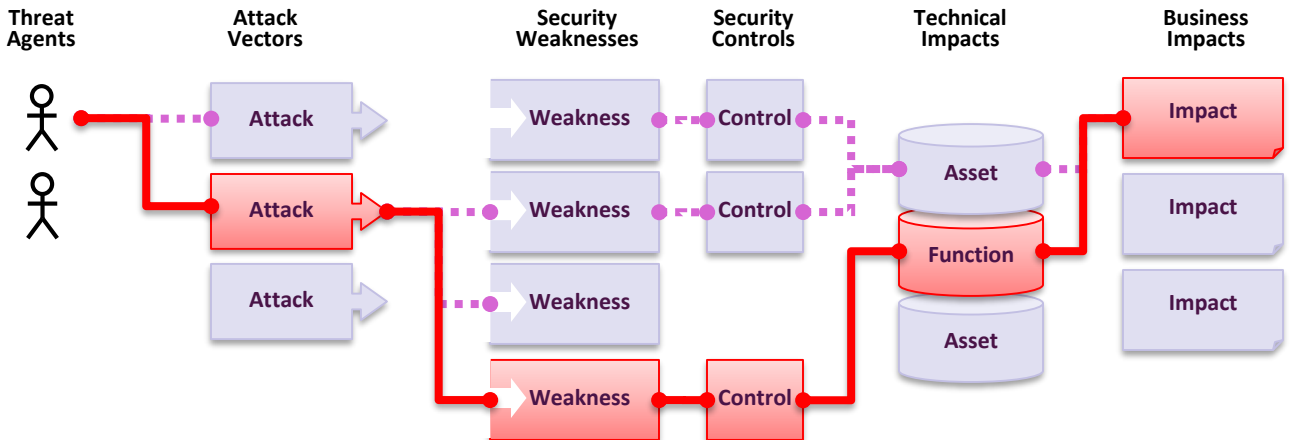 Threat
Agents
Attack
Vectors
Security
Weaknesses
Security
Controls
Technical
Impacts
Business
Impacts
Attack
Weakness
Control
Impact
Asset
Attack
Weakness
Control
Impact
Function
Attack
Weakness
Impact
Asset
Weakness
Control